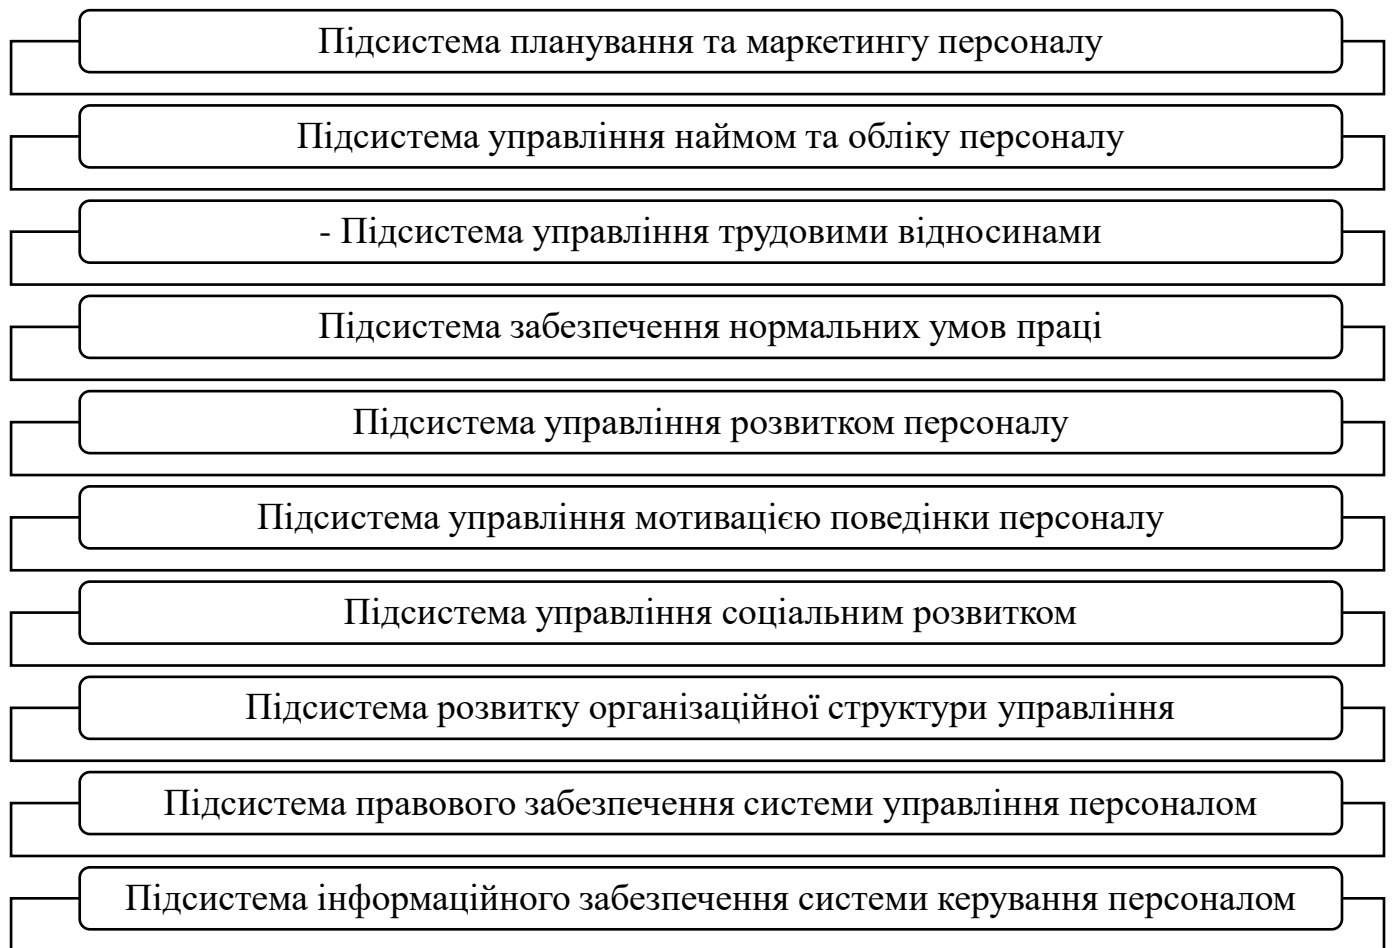 Підсистема планування та маркетингу персоналу
Підсистема управління наймом та обліку персоналу
- Підсистема управління трудовими відносинами
Підсистема забезпечення нормальних умов праці
Підсистема управління розвитком персоналу
Підсистема управління мотивацією поведінки персоналу
Підсистема управління соціальним розвитком
Підсистема розвитку організаційної структури управління
Підсистема правового забезпечення системи управління персоналом
Підсистема інформаційного забезпечення системи керування персоналом